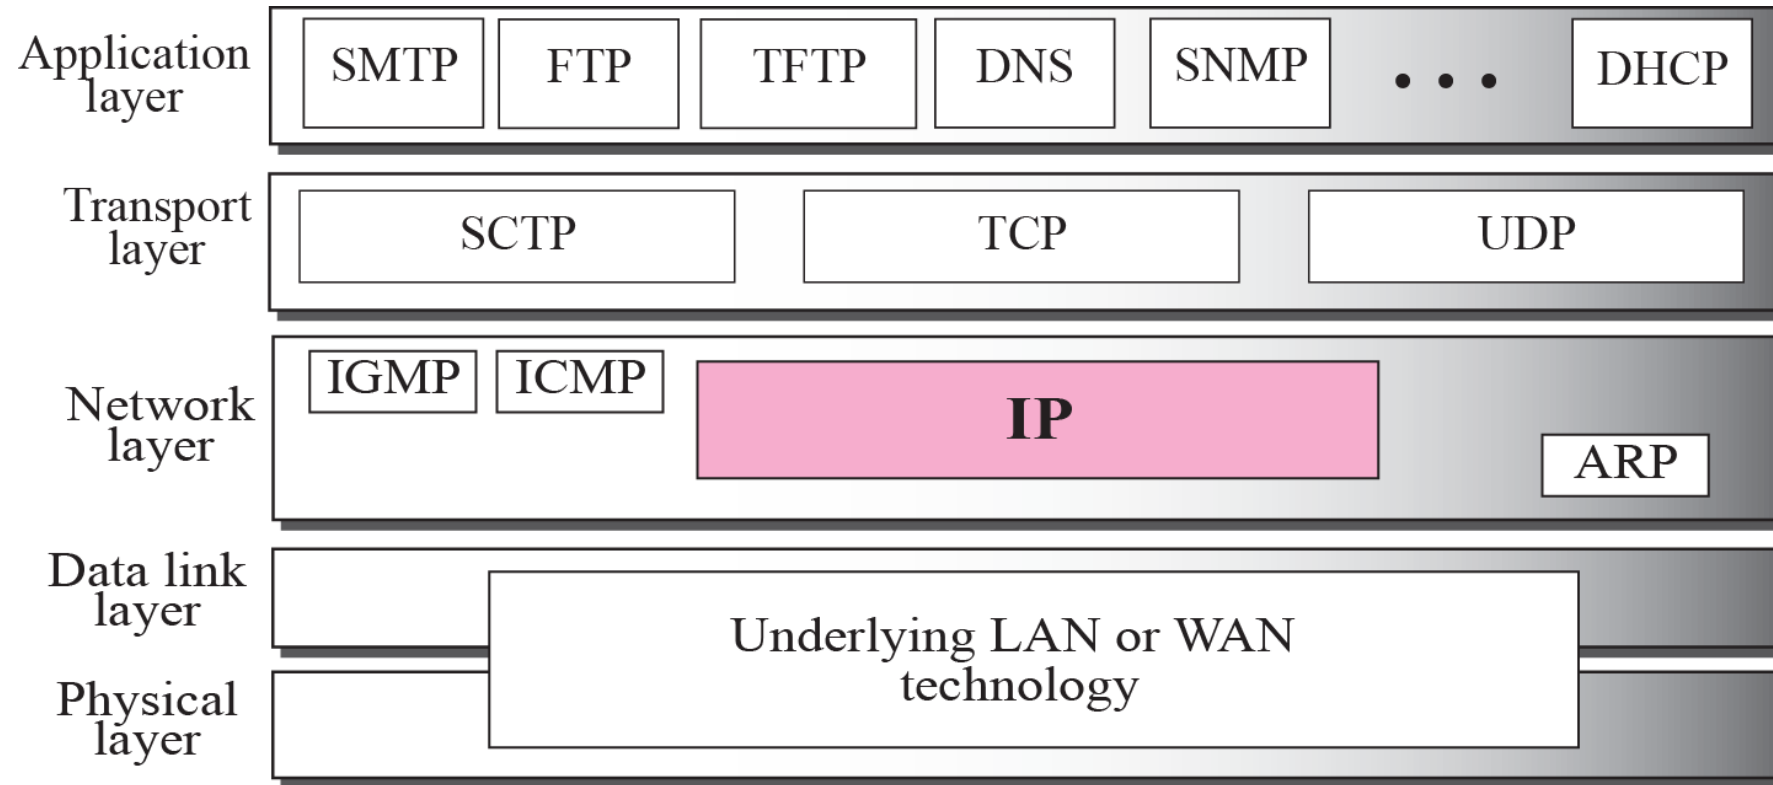 Application
layer
SMTP
FTP
TFTP
DNS
SNMP
• • •
DHCP
Transport
layer
SCTP
TCP
UDP
Network
layer
IGMP
ICMP
IP
ARP
Data link
layer
Physical
layer
Underlying LAN or WAN
technology